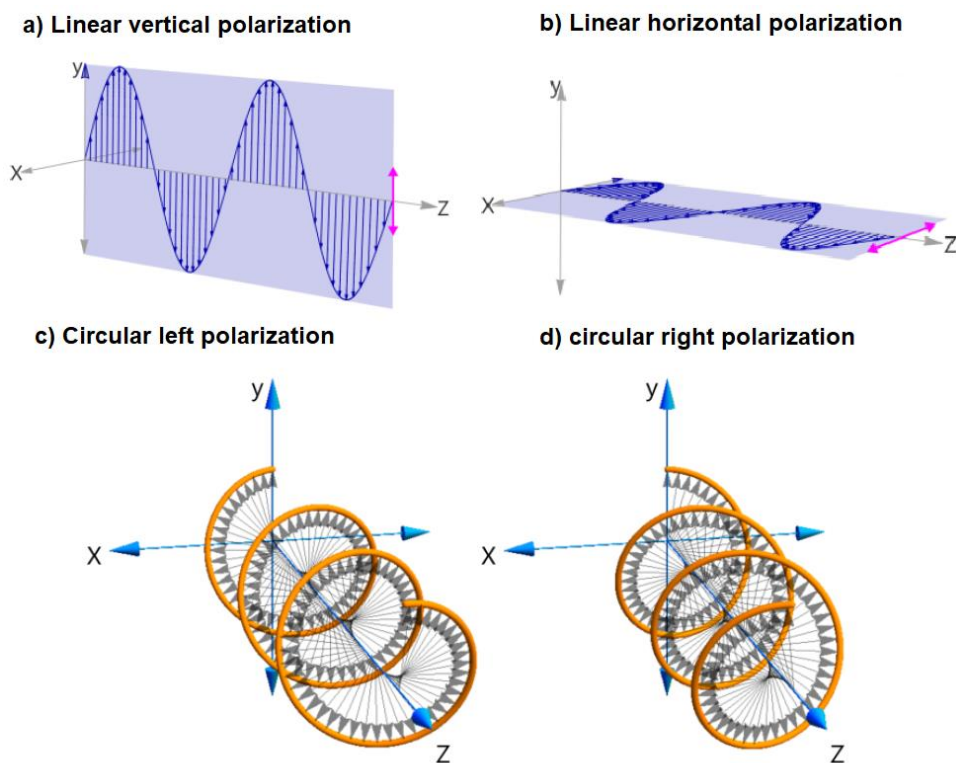 a) Linear vertical polarization
b) Linear horizontal polarization
y
X
Z
y
X
Z
c) Circular left polarization
d) circular right polarization
y
X
Z
y
X
Z